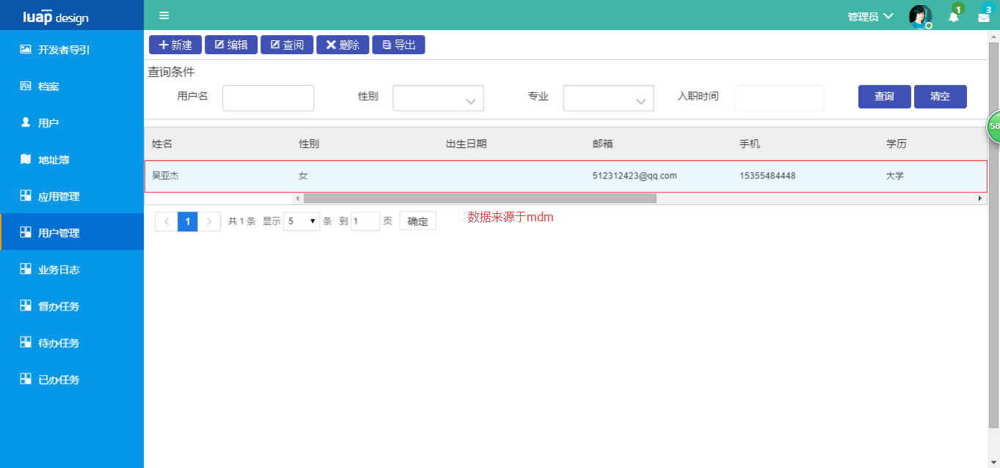 iuap design
管理员
1
3
开发者导引
档案
用户
地址簿
应用管理
用户管理
业务日志
督办任务
待办任务
已办任务
新建 编辑 查阅 删除 导出
查询条件
用户名 性别 专业 入职时间 查询 清空
58
姓名 性别 出生日期 邮箱 手机 学历
吴亚杰 女 512312423@qq.com 15355484448 大学
1 共 1 条 显示 5 条 到 1 页 确定
数据来源于mdm